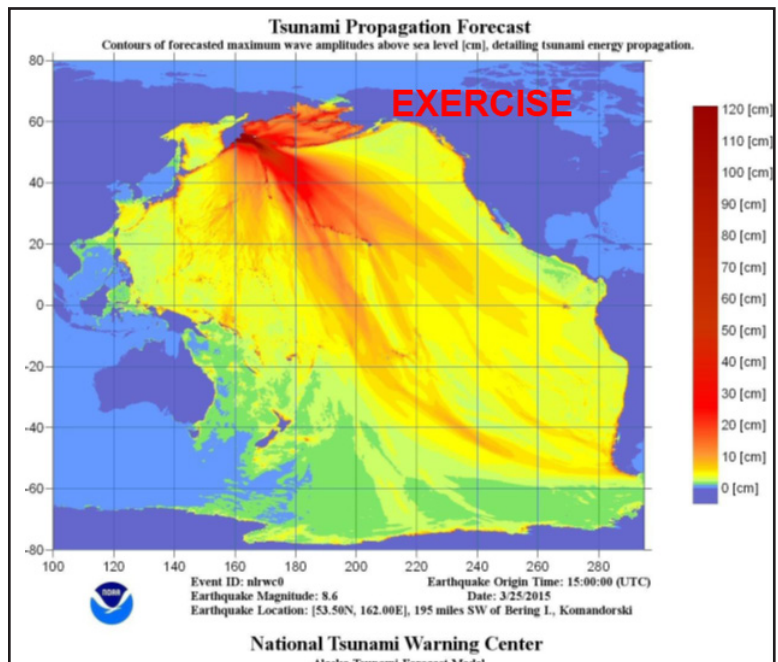 Tsunami Propagation Forecast
Contours of forecasted maximum wave amplitudes above sea level [cm], detailing tsunami energy propagation.
EXERCISE
80
60
40
20
0
-20
-40
-60
-80
100 120 140 160 180 200 220 240 260 280
120 [cm]
110 [cm]
100 [cm]
90 [cm]
80 [cm]
70 [cm]
60 [cm]
50 [cm]
40 [cm]
30 [cm]
20 [cm]
10 [cm]
0 [cm]
noaa
Event ID: nlrwc0 Earthquake Origin Time: 15:00:00 (UTC)
Earthquake Magnitude: 8.6 Date: 3/25/2015
Earthquake Location: [53.50N, 162.00E], 195 miles SW of Bering I., Komandorski
National Tsunami Warning Center
Alaska Tsunami Forecast Model